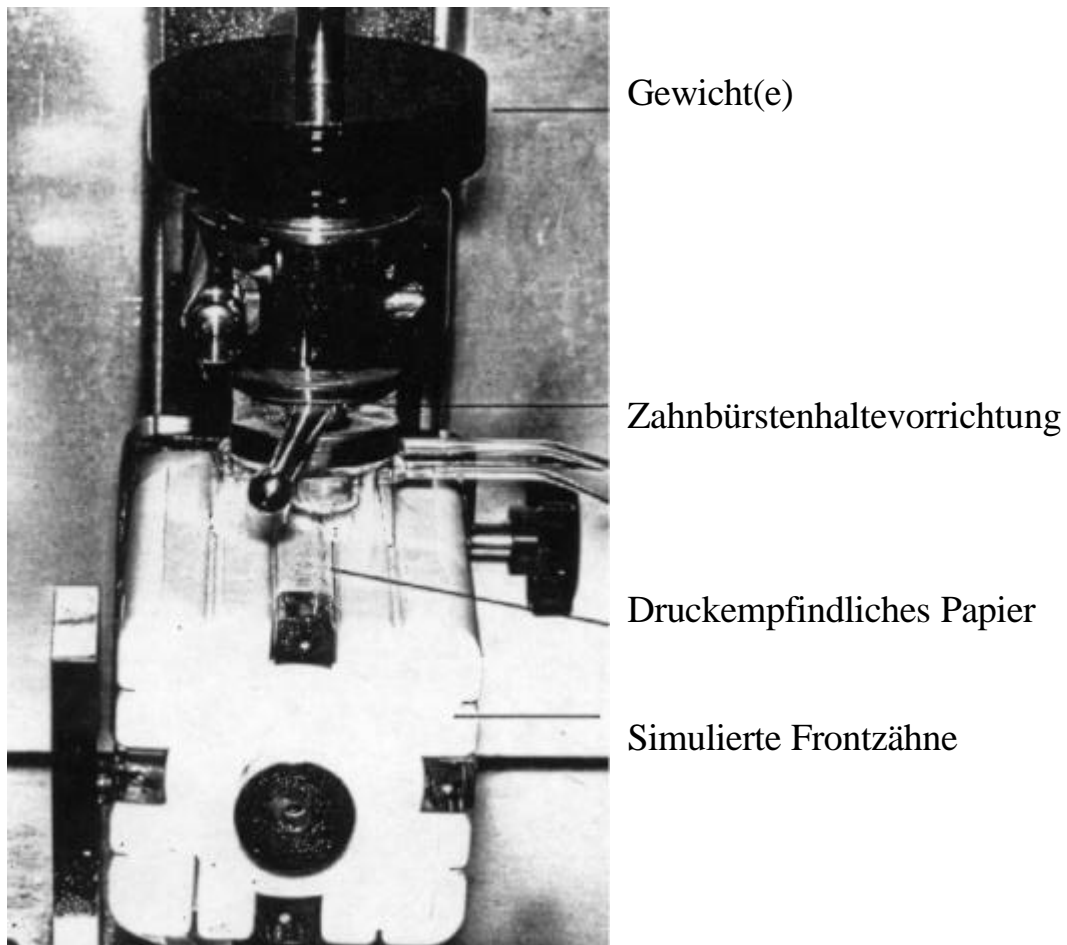 Gewicht(e)
Zahnbürstenhaltevorrichtung
Druckempfindliches Papier
Simulierte Frontzähne